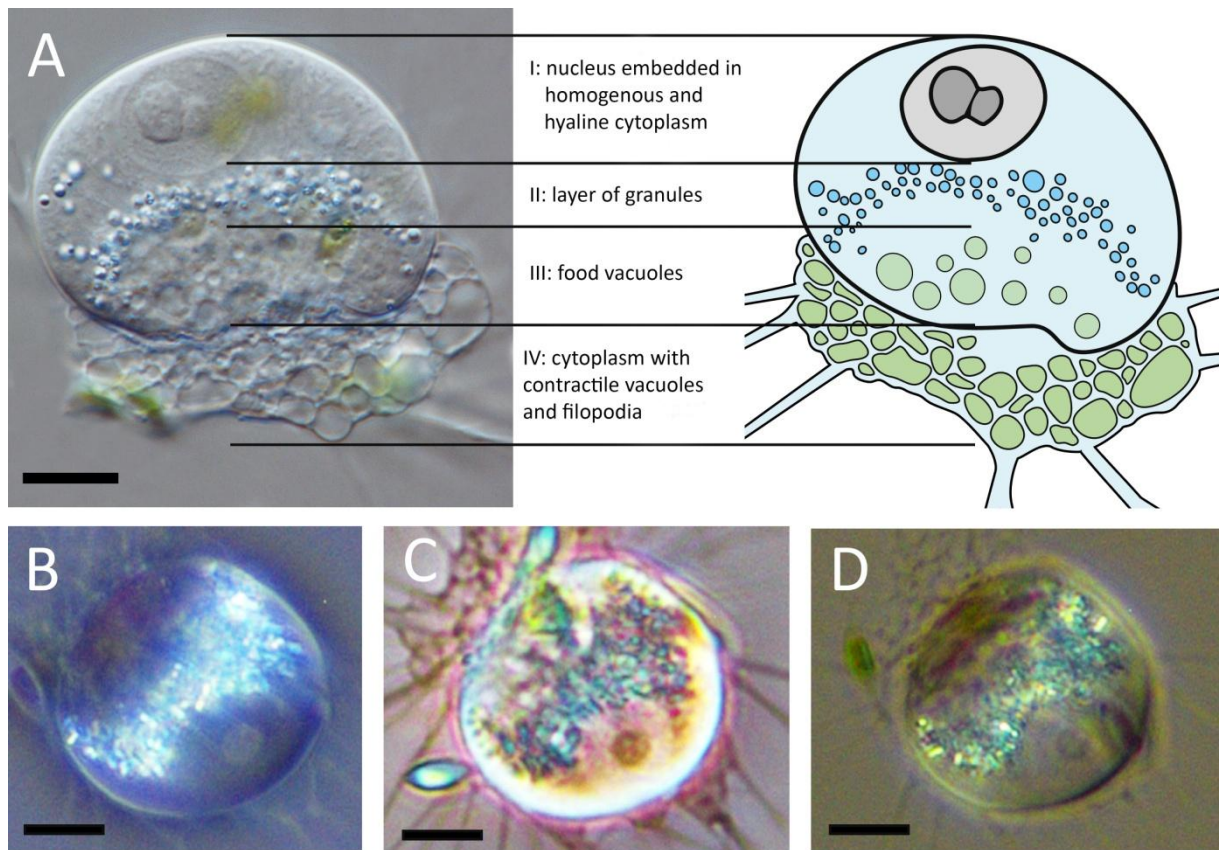 A
I: nucleus embedded in
homogenous and
hyaline cytoplasm
II: layer of granules
III: food vacuoles
IV: cytoplasm with
contractile vacuoles
and filopodia
B
C
D